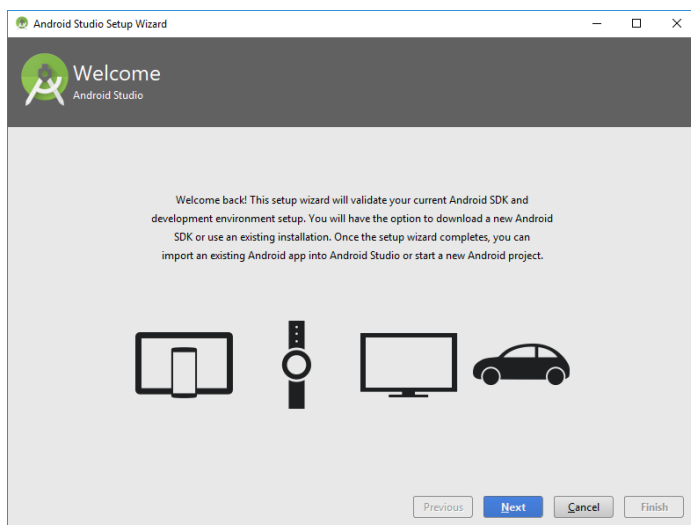 Android Studio Setup Wizard
Welcome
Android Studio
Welcome back! This setup wizard will validate your current Android SDK and
development environment setup. You will have the option to download a new Android
SDK or use an existing installation. Once the setup wizard completes, you can
import an existing Android app into Android Studio or start a new Android project.
Previous Next Cancel Finish